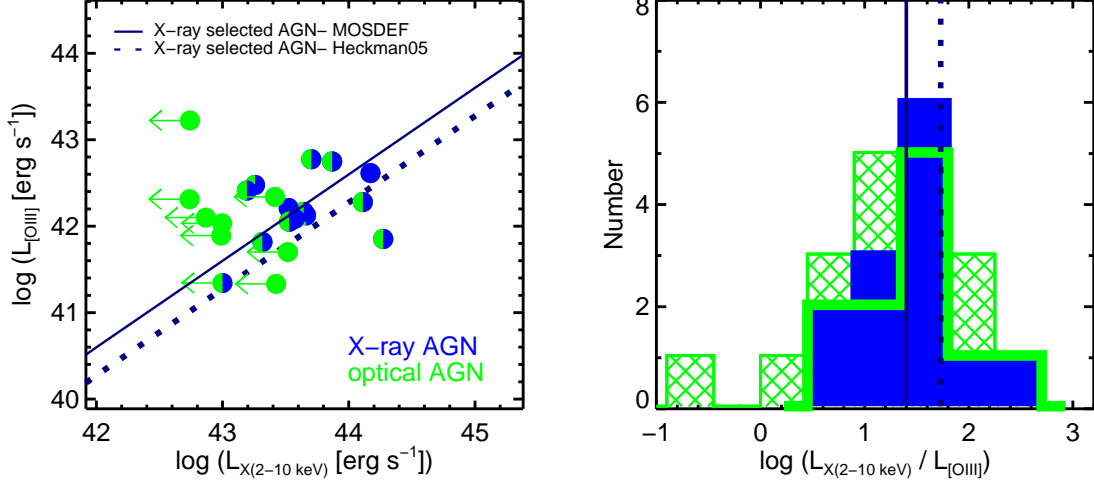 X−ray selected AGN− MOSDEF
X−ray selected AGN− Heckman05
44
43
42
41
40
log (L[OIII] [erg s−1])
X−ray AGN
optical AGN
42
43
44
45
log (LX(2−10 keV) [erg s−1])
8
6
4
2
0
Number
−1
0
1
2
3
log (LX(2−10 keV) / L[OIII])